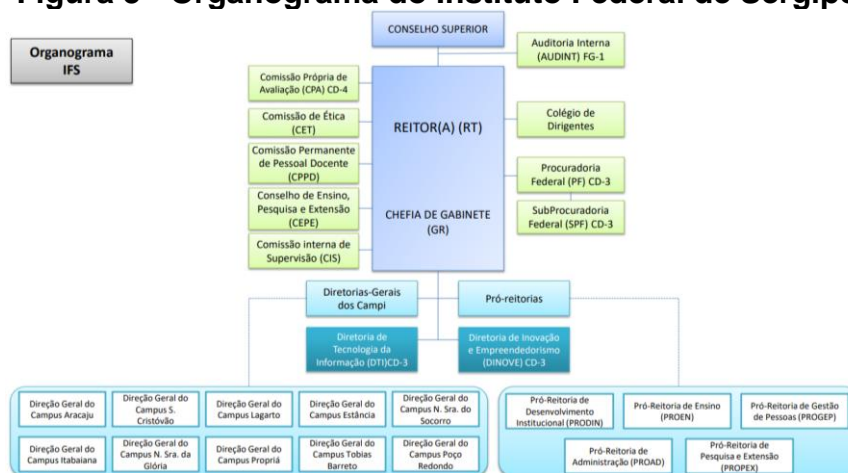 Figura 3 - Organograma do Instituto Federal de Sergipe
Organograma
IFS
CONSELHO SUPERIOR
Auditoria Interna
(AUDINT) FG-1
Comissão Própria de
Avaliação (CPA) CD-4
Comissão de Ética
(CET)
Comissão Permanente
de Pessoal Docente
(CPPD)
Conselho de Ensino,
Pesquisa e Extensão
(CEPE)
Comissão interna de
Supervisão (CIS)
REITOR(A) (RT)
CHEFIA DE GABINETE
(GR)
Colégio de
Dirigentes
Procuradoria
Federal (PF) CD-3
SubProcuradoria
Federal (SPF) CD-3
Diretorias-Gerais
dos Campi
Pró-reitorias
Diretoria de
Tecnologia da
Informação (DTI)CD-3
Diretoria de Inovação
e Empreendedorismo
(DINOVE) CD-3
Direção Geral do
Campus Aracaju
Direção Geral do
Campus S.
Cristóvão
Direção Geral do
Campus Lagarto
Direção Geral do
Campus Estância
Direção Geral do
Campus N. Sra. do
Socorro
Direção Geral do
Campus Itabaiana
Direção Geral do
Campus N. Sra. da
Glória
Direção Geral do
Campus Propriá
Direção Geral do
Campus Tobias
Barreto
Direção Geral do
Campus Poço
Redondo
Pró-Reitoria de
Desenvolvimento
Institucional (PRODIN)
Pró-Reitoria de Ensino
(PROEN)
Pró-Reitoria de Gestão
de Pessoas (PROGEP)
Pró-Reitoria de
Administração (PROAD)
Pró-Reitoria de
Pesquisa e Extensão
(PROPEX)